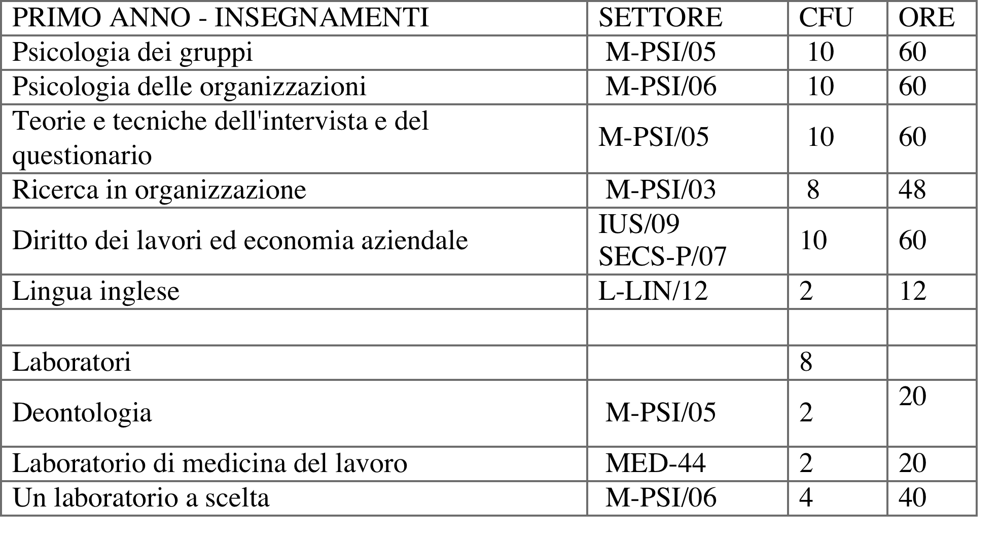 PRIMO ANNO - INSEGNAMENTI SETTORE CFU ORE
Psicologia dei gruppi M-PSI/05 10 60
Psicologia delle organizzazioni M-PSI/06 10 60
Teorie e tecniche dell'intervista e del
questionario M-PSI/05 10 60
Ricerca in organizzazione M-PSI/03 8 48
Diritto dei lavori ed economia aziendale IUS/09
SECS-P/07 10 60
Lingua inglese L-LIN/12 2 12
Laboratori 8
Deontologia M-PSI/05 2 20
Laboratorio di medicina del lavoro MED-44 2 20
Un laboratorio a scelta M-PSI/06 4 40